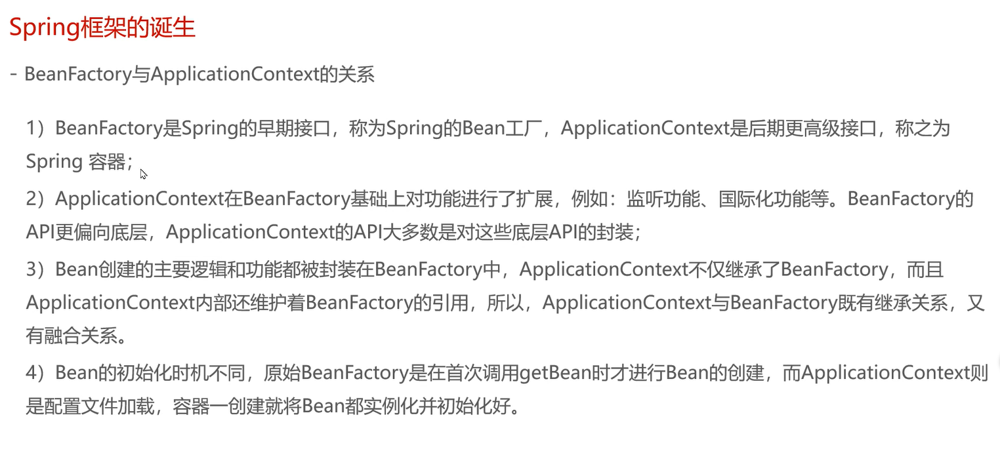 Spring框架的诞生
- BeanFactory与ApplicationContext的关系
1）BeanFactory是Spring的早期接口，称为Spring的Bean工厂，ApplicationContext是后期更高级接口，称之为
Spring 容器；
2）ApplicationContext在BeanFactory基础上对功能进行了扩展，例如：监听功能、国际化功能等。BeanFactory的
API更偏向底层，ApplicationContext的API大多数是对这些底层API的封装；
3）Bean创建的主要逻辑和功能都被封装在BeanFactory中，ApplicationContext不仅继承了BeanFactory，而且
ApplicationContext内部还维护着BeanFactory的引用，所以，ApplicationContext与BeanFactory既有继承关系，又
有融合关系。
4）Bean的初始化时机不同，原始BeanFactory是在首次调用getBean时才进行Bean的创建，而ApplicationContext则
是配置文件加载，容器一创建就将Bean都实例化并初始化好。